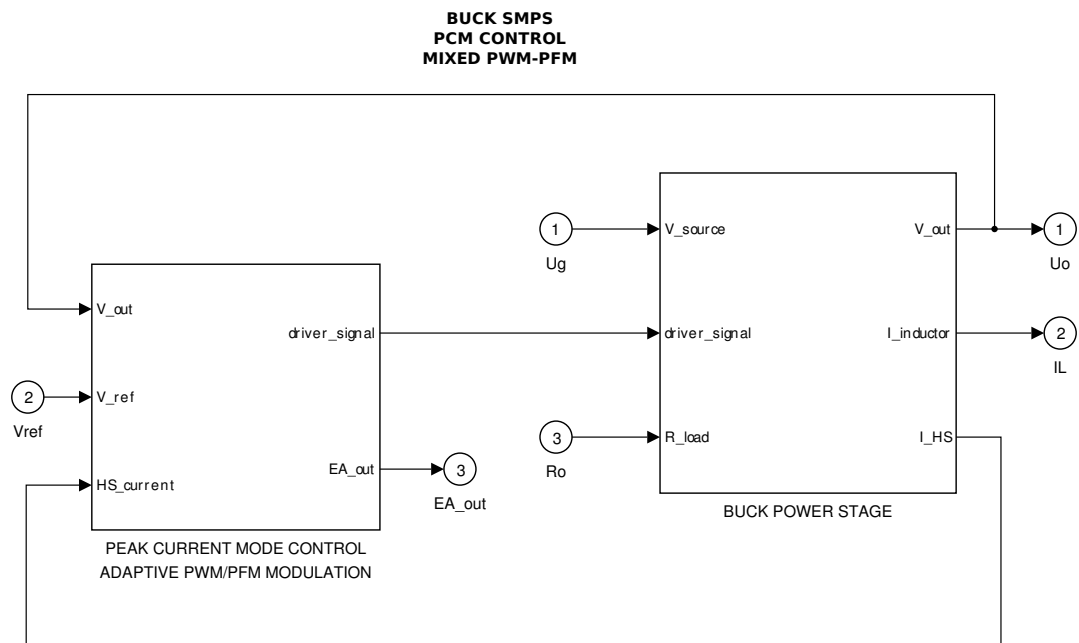 BUCK SMPS
PCM CONTROL
MIXED PWM-PFM
1
Ug
V_source
V_out
1
Uo
V_out
driver_signal
driver_signal
I_inductor
2
IL
2
Vref
V_ref
3
Ro
R_load
I_HS
HS_current
EA_out
3
EA_out
BUCK POWER STAGE
PEAK CURRENT MODE CONTROL
ADAPTIVE PWM/PFM MODULATION